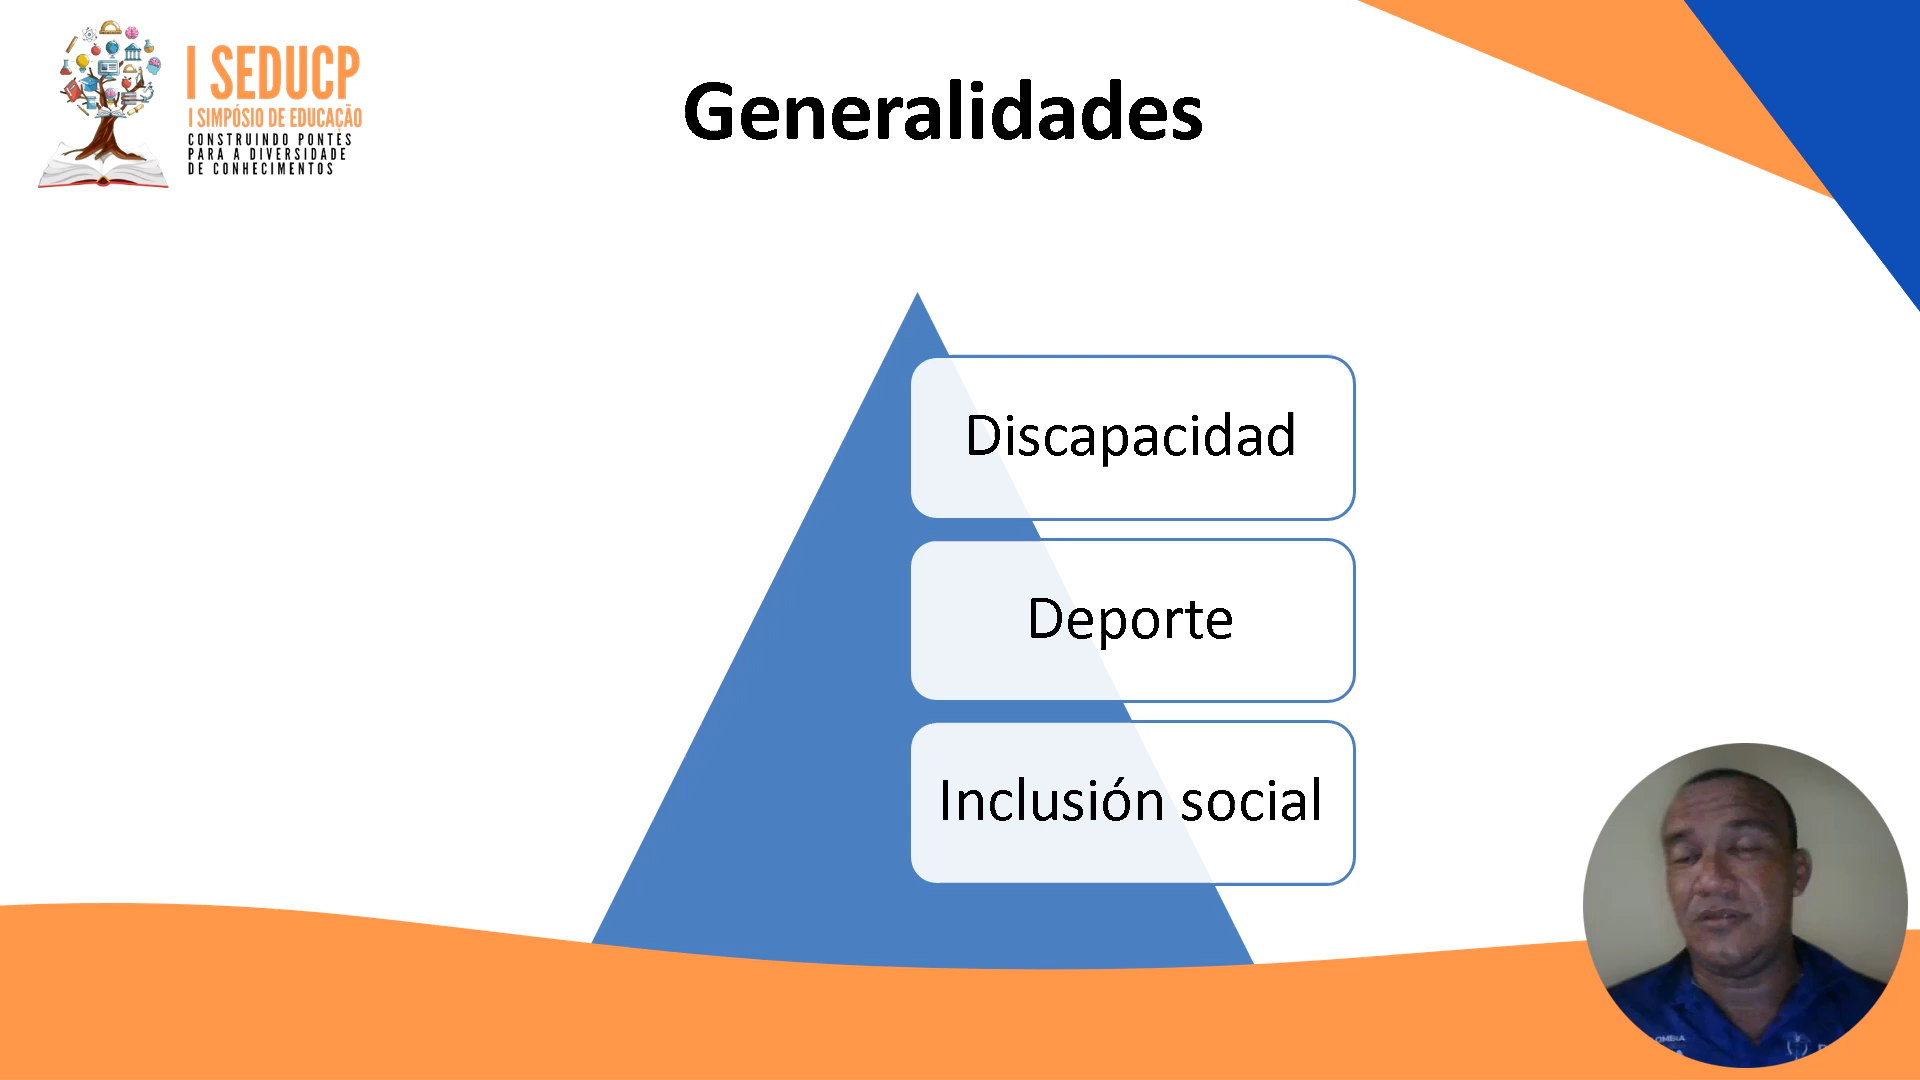 I SEDUCP
I SIMPÓSIO DE EDUCAÇÃO
CONSTRUINDO PONTES
PARA A DIVERSIDADE
DE CONHECIMENTOS
Generalidades
Discapacidad
Deporte
Inclusión social